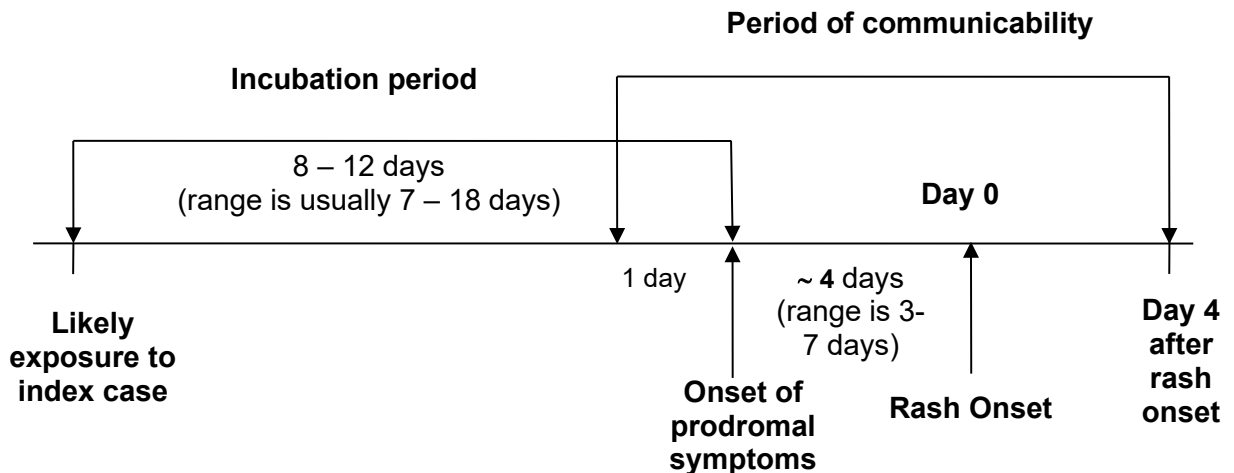 Period of communicability
Incubation period
8 – 12 days
(range is usually 7 – 18 days)
Day 0
1 day
~ 4 days
(range is 3-
7 days)
Likely
exposure to
index case
Onset of
prodromal
symptoms
Rash Onset
Day 4
after
rash
onset